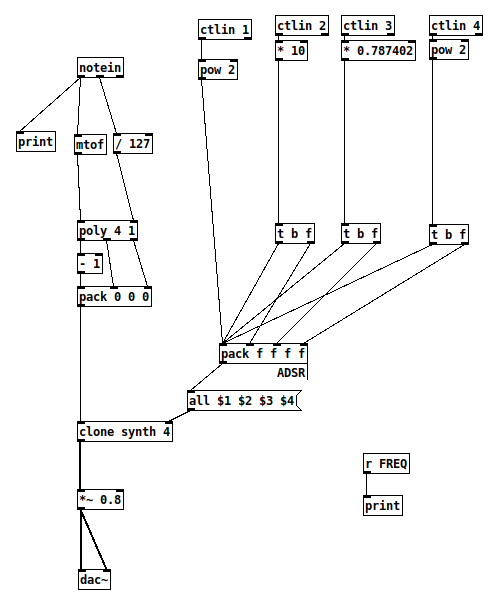 ctlin 1
ctlin 2
ctlin 3
ctlin 4
* 10
* 0.787402
pow 2
notein
pow 2
print
mtof
/ 127
poly 4 1
t b f
t b f
t b f
- 1
pack 0 0 0
pack f f f f
ADSR
all $1 $2 $3 $4
clone synth 4
r FREQ
*~ 0.8
print
dac~